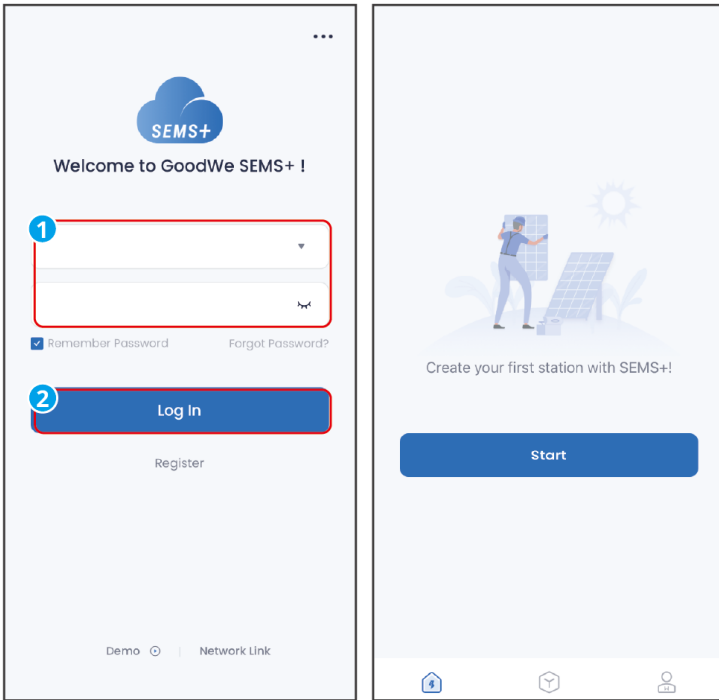 SEMS+
Welcome to GoodWe SEMS+ !
1
Remember Password
Forgot Password?
2
Log In
Register
Demo
Network Link
Create your first station with SEMS+!
Start